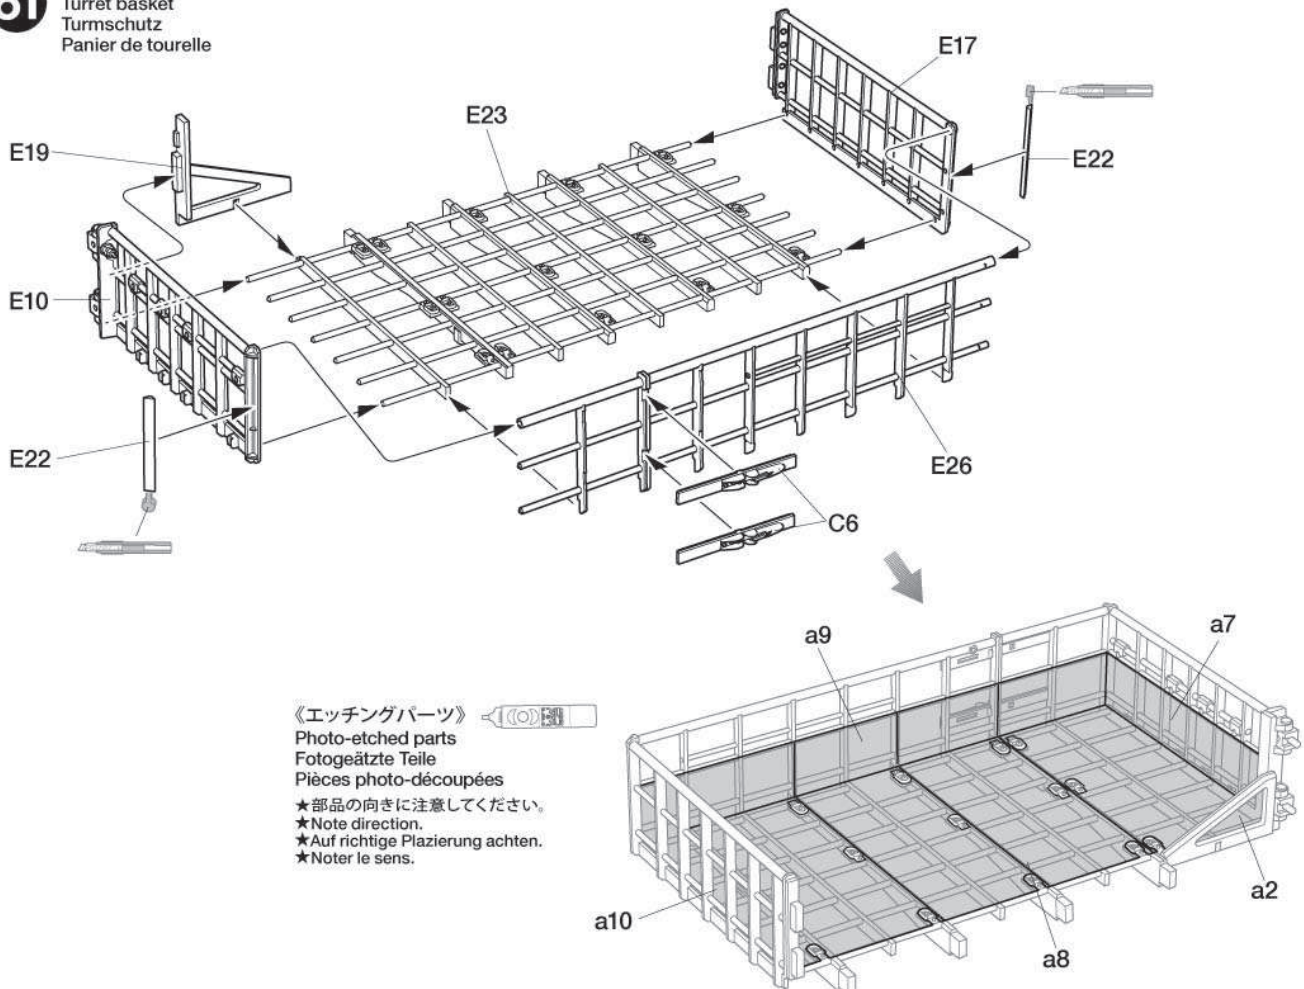 Turret basket
Turmschutz
Panier de tourelle
E17
E23
E19
E22
E10
E22
E26
C6
a9
a7
《エッチングパーツ》
Photo-etched parts
Fotogeätzte Teile
Pièces photo-découpées
★部品の向きに注意してください。
★Note direction.
★Auf richtige Plazierung achten.
★Noter le sens.
a10
a8
a2